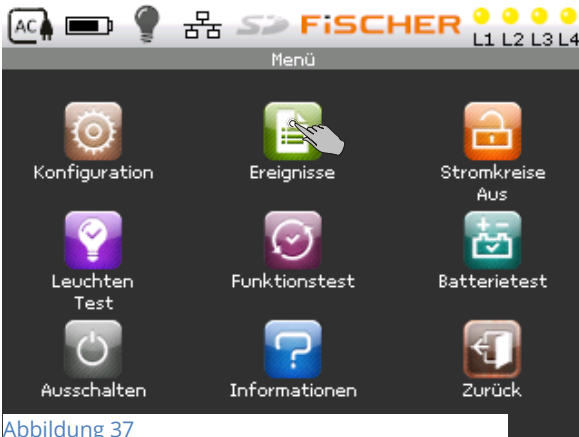 AC
SD FiSCHER
L1 L2 L3 L4
Menü
Konfiguration
Ereignisse
Stromkreise
Aus
Leuchten
Test
Funktionstest
Batterietest
Ausschalten
Informationen
Zurück
Abbildung 37